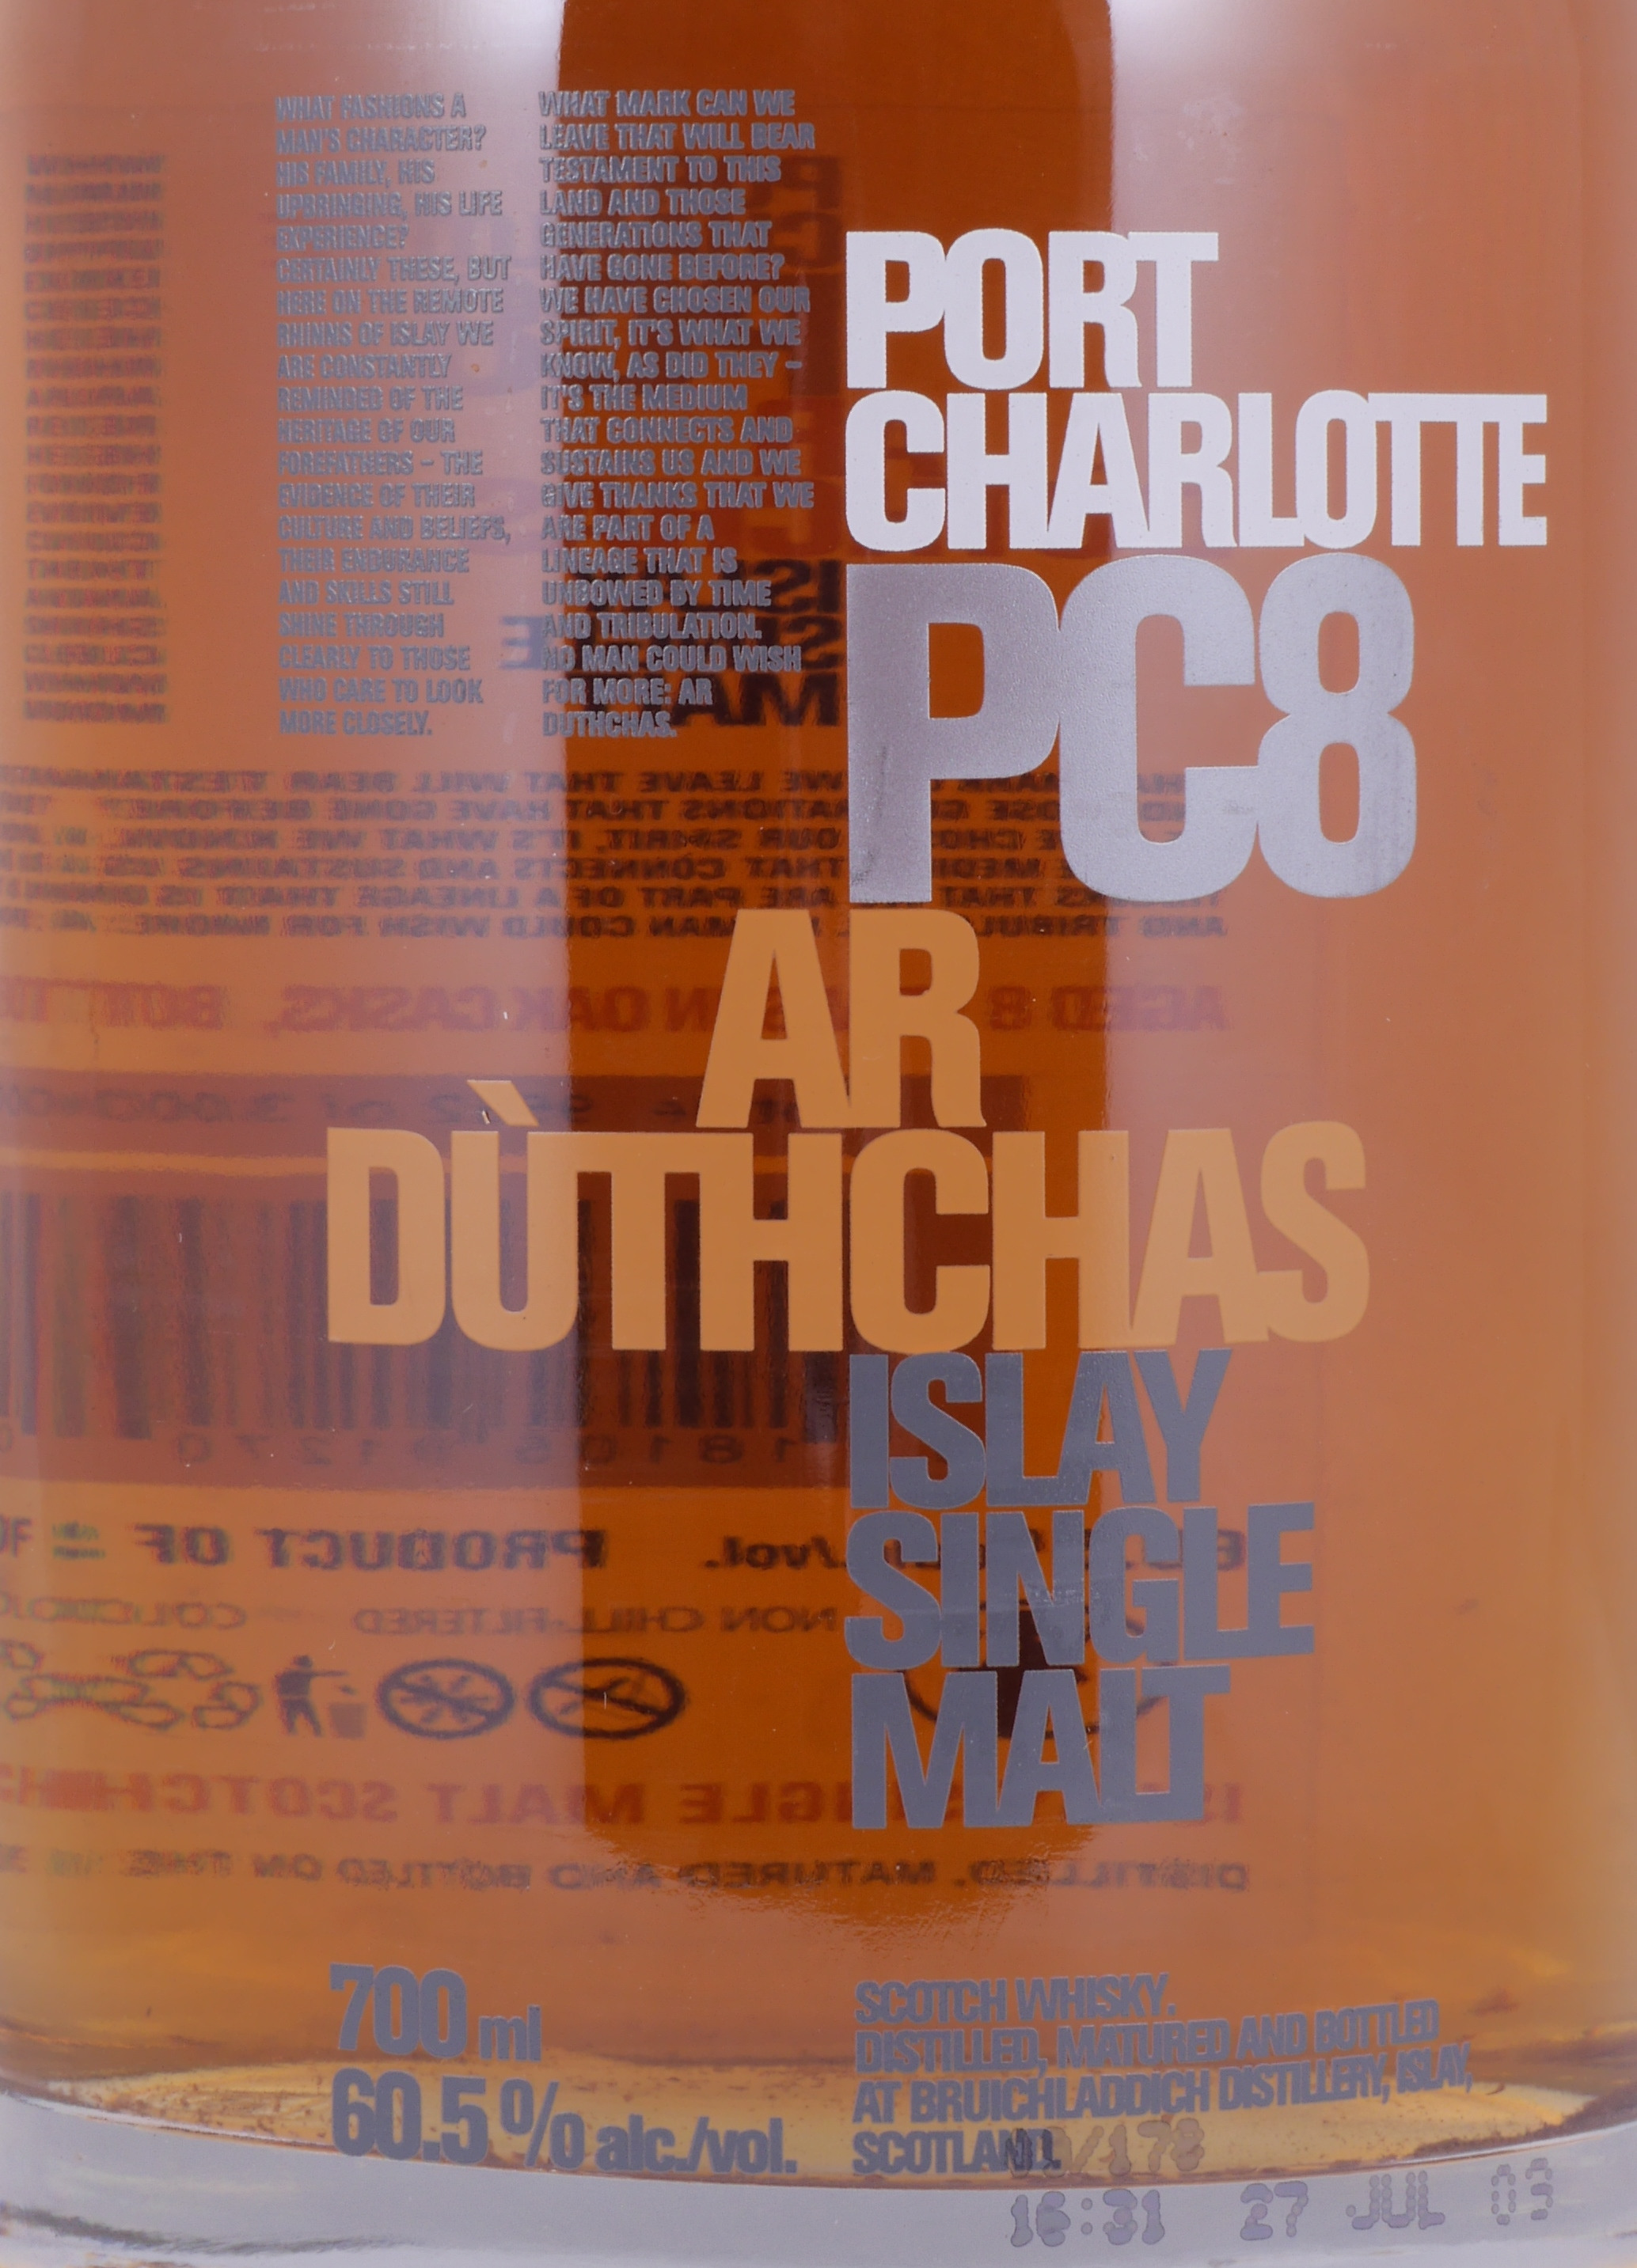 WHAT FASHIONS A
MAN'S CHARACTER?
HIS FAMILY, HIS
UPBRINGING, HIS LIFE
EXPERIENCE?
CERTAINLY THESE, BUT
HERE ON THE REMOTE
RHINNS OF ISLAY WE
ARE CONSTANTLY
REMINDED OF THE
HERITAGE OF OUR
FOREFATHERS – THE
EVIDENCE OF THEIR
CULTURE AND BELIEFS,
THEIR ENDURANCE
AND SKILLS STILL
SHINE THROUGH
CLEARLY TO THOSE
WHO CARE TO LOOK
MORE CLOSELY.
WHAT MARK CAN WE
LEAVE THAT WILL BEAR
TESTAMENT TO THIS
LAND AND THOSE
GENERATIONS THAT
HAVE GONE BEFORE?
WE HAVE CHOSEN OUR
SPIRIT, IT'S WHAT WE
KNOW, AS DID THEY –
IT'S THE MEDIUM
THAT CONNECTS AND
SUSTAINS US AND WE
GIVE THANKS THAT WE
ARE PART OF A
LINEAGE THAT IS
UNBOWED BY TIME
AND TRIBULATION.
NO MAN COULD WISH
FOR MORE: AR
DUTHCHAS.
PORT
CHARLOTTE
PC8
AR
DÙTHCHAS
ISLAY
SINGLE
MALT
700 ml
60.5% alc./vol.
SCOTCH WHISKY.
DISTILLED, MATURED AND BOTTLED
AT BRUICHLADDICH DISTILLERY, ISLAY,
SCOTLAND.
/178
16:31 27 JUL 03